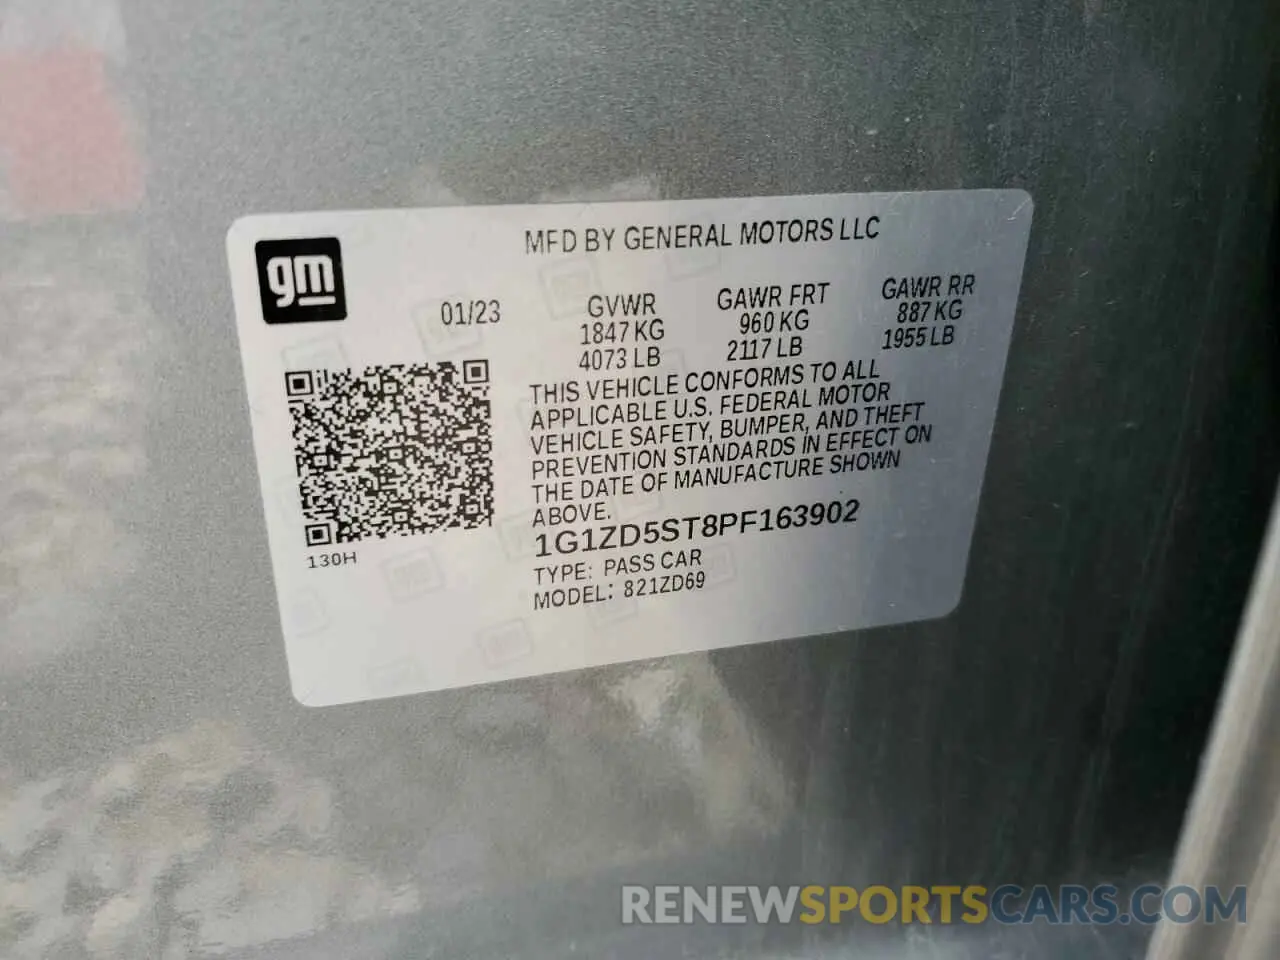 MFD BY GENERAL MOTORS LLC
gm
01/23 GVWR GAWR FRT GAWR RR
1847 KG 960 KG 887 KG
4073 LB 2117 LB 1955 LB
THIS VEHICLE CONFORMS TO ALL
APPLICABLE U.S. FEDERAL MOTOR
VEHICLE SAFETY, BUMPER, AND THEFT
PREVENTION STANDARDS IN EFFECT ON
THE DATE OF MANUFACTURE SHOWN
ABOVE.
1G1ZD5ST8PF163902
130H
TYPE: PASS CAR
MODEL: 821ZD69
RENEWSPORTSCARS.COM